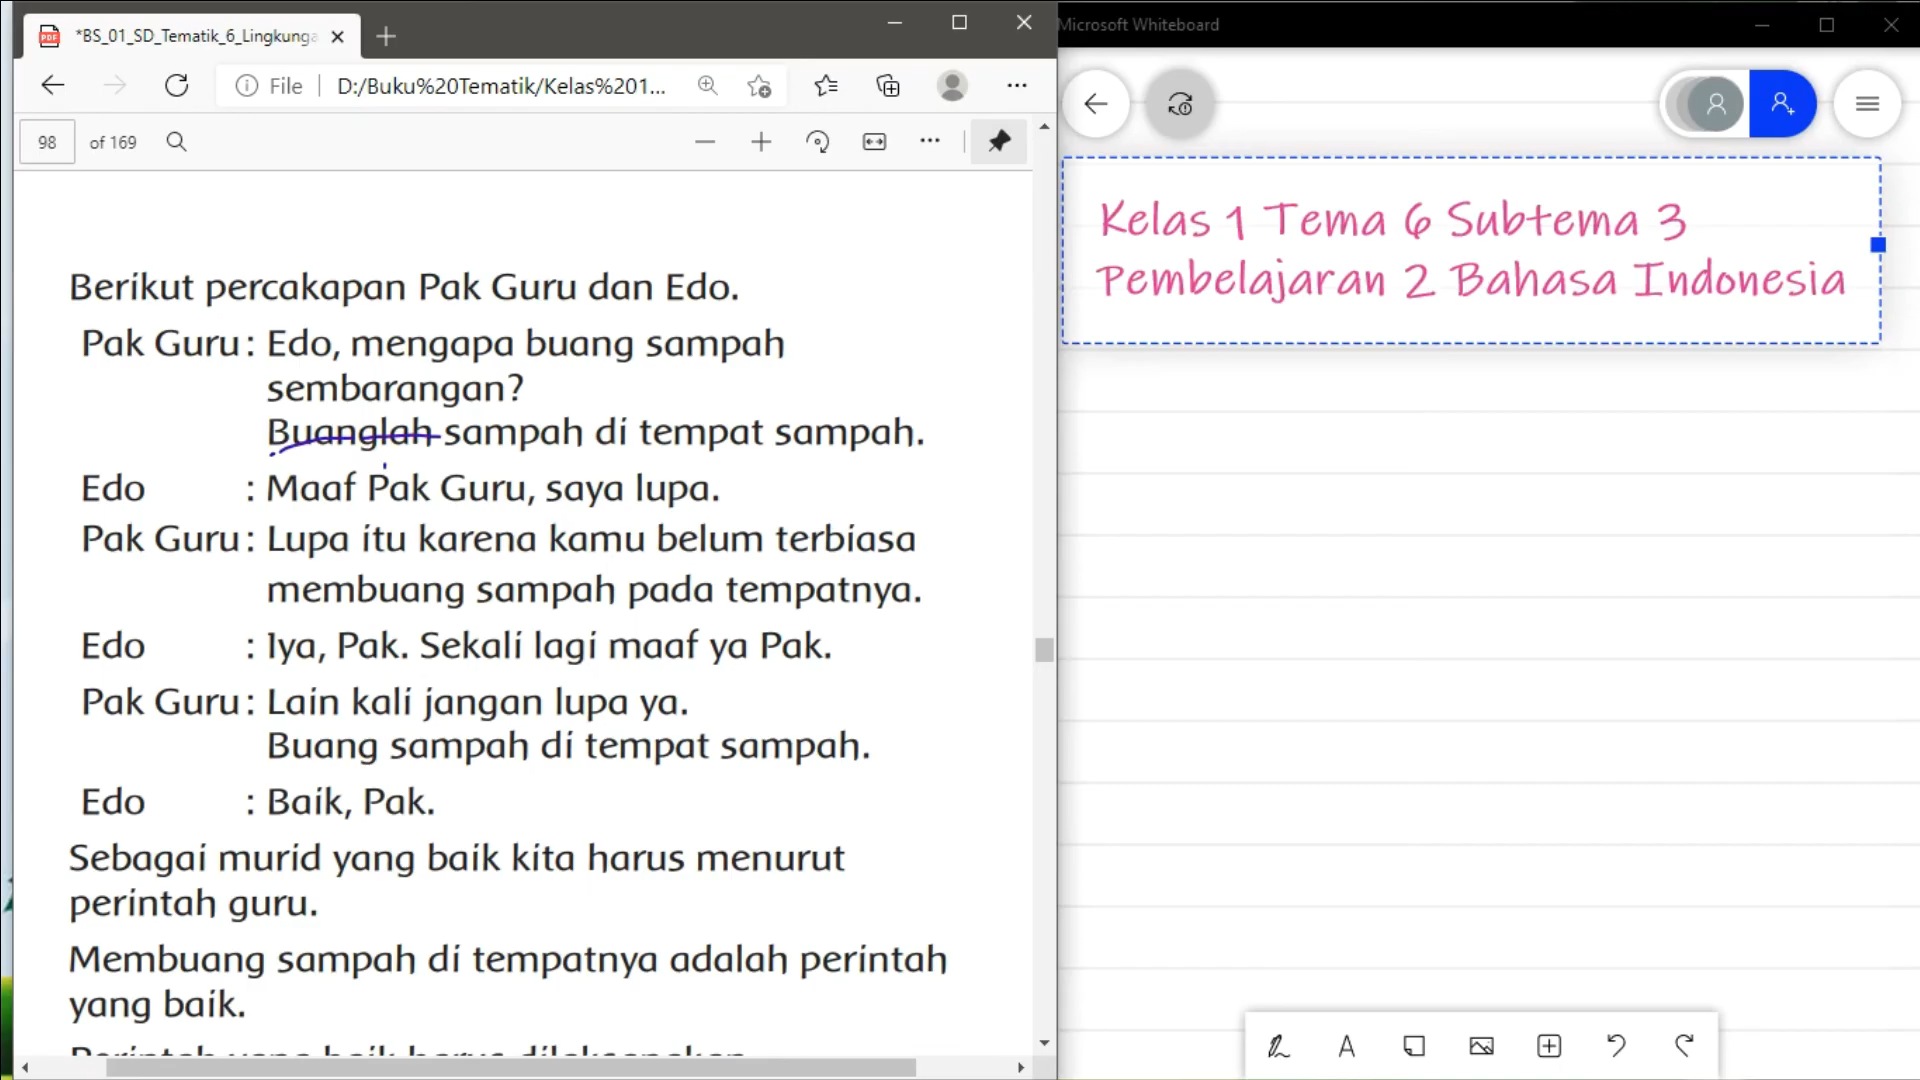 *BS_01_SD_Tematik_6_Lingkunga
File
D:/Buku%20Tematik/Kelas%201...
98 of 169
Berikut percakapan Pak Guru dan Edo.
Pak Guru : Edo, mengapa buang sampah
sembarangan?
Buanglah sampah di tempat sampah.
Edo : Maaf Pak Guru, saya lupa.
Pak Guru : Lupa itu karena kamu belum terbiasa
membuang sampah pada tempatnya.
Edo : Iya, Pak. Sekali lagi maaf ya Pak.
Pak Guru : Lain kali jangan lupa ya.
Buang sampah di tempat sampah.
Edo : Baik, Pak.
Sebagai murid yang baik kita harus menurut
perintah guru.
Membuang sampah di tempatnya adalah perintah
yang baik.
Perintah yang baik harus dilaksanakan
Microsoft Whiteboard
Kelas 1 Tema 6 Subtema 3
Pembelajaran 2 Bahasa Indonesia